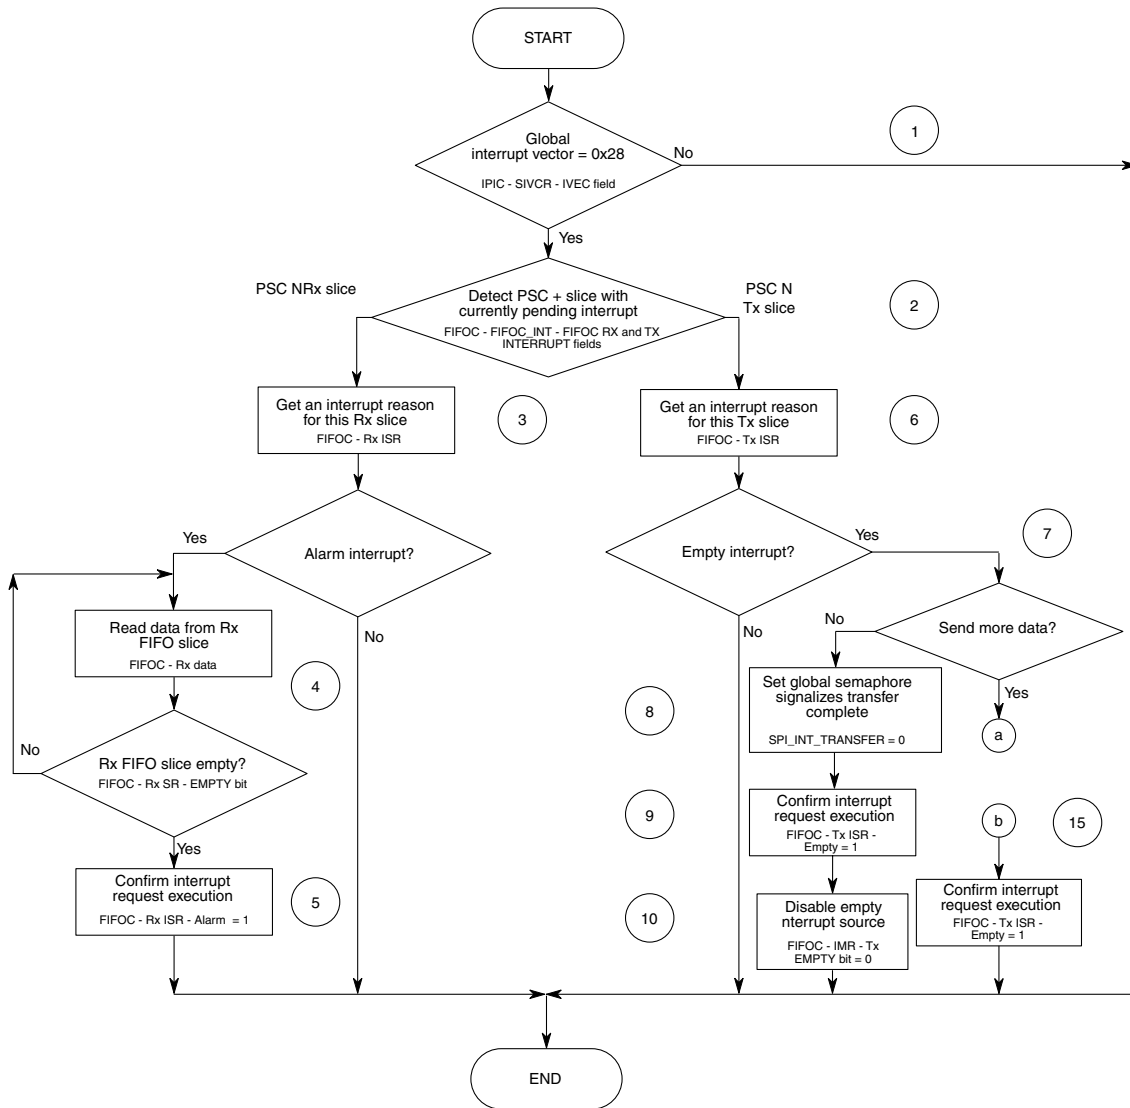 START
1
Global
interrupt vector = 0x28
No
IPIC - SIVCR - IVEC field
Yes
PSC NRx slice
Detect PSC + slice with
currently pending interrupt
FIFOC - FIFOC_INT - FIFOC RX and TX
INTERRUPT fields
PSC N
Tx slice
2
Get an interrupt reason
for this Rx slice
FIFOC - Rx ISR
3
Get an interrupt reason
for this Tx slice
FIFOC - Tx ISR
6
Yes
Alarm interrupt?
No
Empty interrupt?
Yes
7
No
Read data from Rx
FIFO slice
FIFOC - Rx data
4
No
Send more data?
Yes
a
Set global semaphore
signalizes transfer
complete
SPI_INT_TRANSFER = 0
8
No
Rx FIFO slice empty?
FIFOC - Rx SR - EMPTY bit
Yes
9
Confirm interrupt
request execution
FIFOC - Tx ISR -
Empty = 1
b
15
Confirm interrupt
request execution
FIFOC - Rx ISR - Alarm = 1
5
10
Disable empty
nterrupt source
FIFOC - IMR - Tx
EMPTY bit = 0
Confirm interrupt
request execution
FIFOC - Tx ISR -
Empty = 1
END